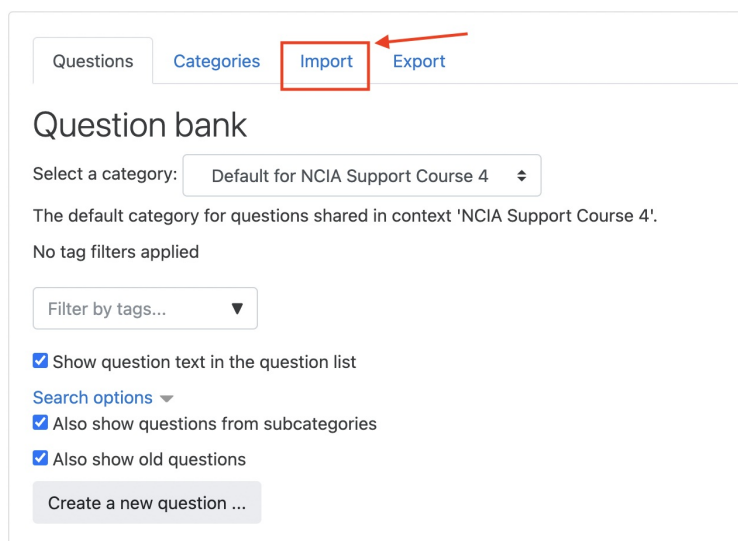 Questions Categories Import Export
Question bank
Select a category: Default for NCIA Support Course 4
The default category for questions shared in context 'NCIA Support Course 4'.
No tag filters applied
Filter by tags...
Show question text in the question list
Search options
Also show questions from subcategories
Also show old questions
Create a new question ...